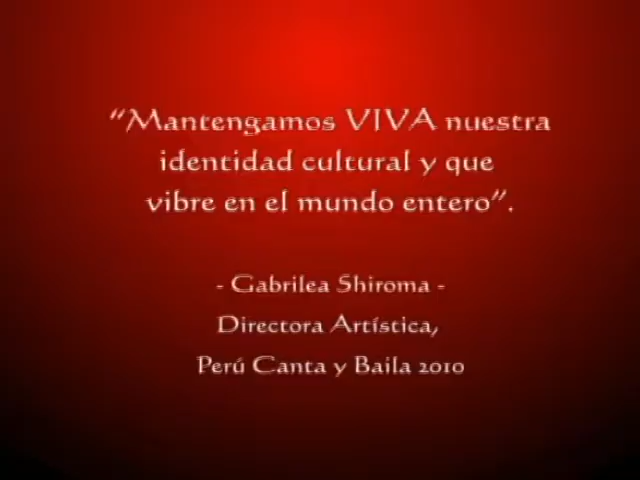 “Mantengamos VIVA nuestra
identidad cultural y que
vibre en el mundo entero”.
- Gabrilea Shiroma -
Directora Artística,
Perú Canta y Baila 2010